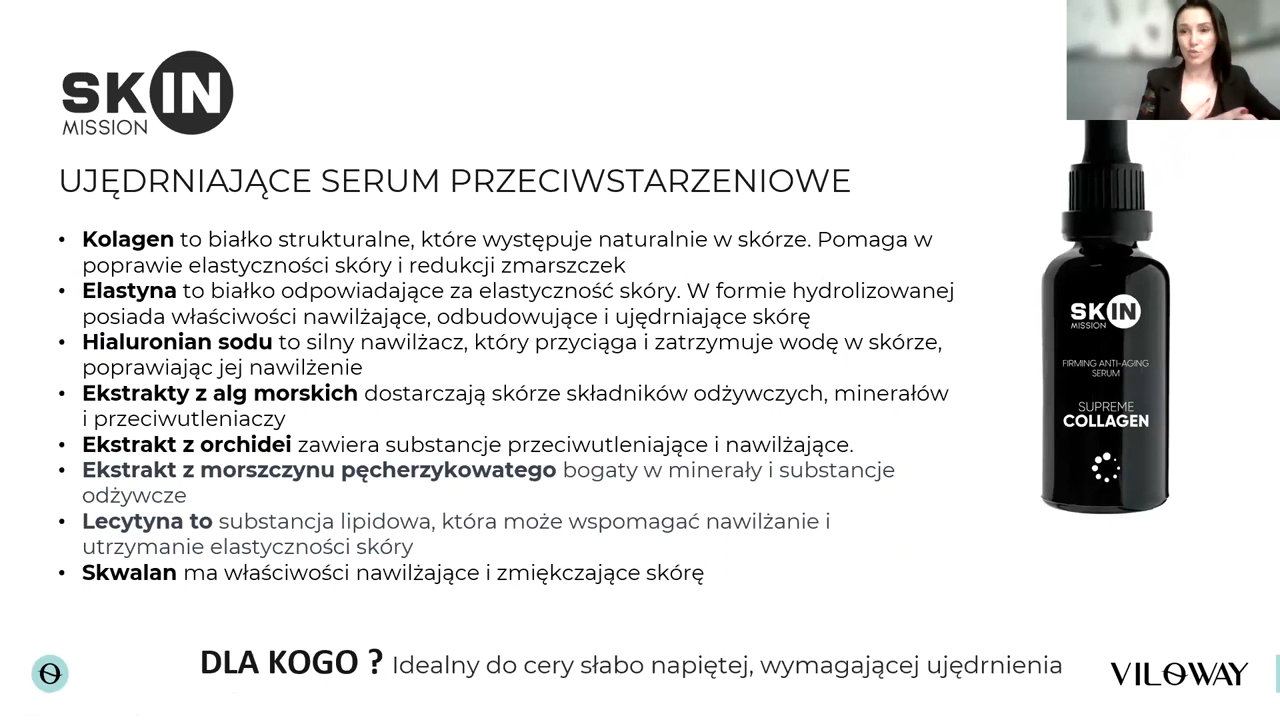 SKIN
MISSION
UJĘDRNIAJĄCE SERUM PRZECIWSTARZENIOWE
• Kolagen to białko strukturalne, które występuje naturalnie w skórze. Pomaga w
poprawie elastyczności skóry i redukcji zmarszczek
• Elastyna to białko odpowiadające za elastyczność skóry. W formie hydrolizowanej
posiada właściwości nawilżające, odbudowujące i ujędrniające skórę
• Hialuronian sodu to silny nawilżacz, który przyciąga i zatrzymuje wodę w skórze,
poprawiając jej nawilżenie
• Ekstrakty z alg morskich dostarczają skórze składników odżywczych, minerałów
i przeciwutleniaczy
• Ekstrakt z orchidei zawiera substancje przeciwutleniające i nawilżające.
• Ekstrakt z morszczynu pęcherzykowatego bogaty w minerały i substancje
odżywcze
• Lecytyna to substancja lipidowa, która może wspomagać nawilżanie i
utrzymanie elastyczności skóry
• Skwalan ma właściwości nawilżające i zmiękczające skórę
SKIN
MISSION
FIRMING ANTI-AGING
SERUM
SUPREME
COLLAGEN
DLA KOGO ? Idealny do cery słabo napiętej, wymagającej ujędrnienia
VILOWAY